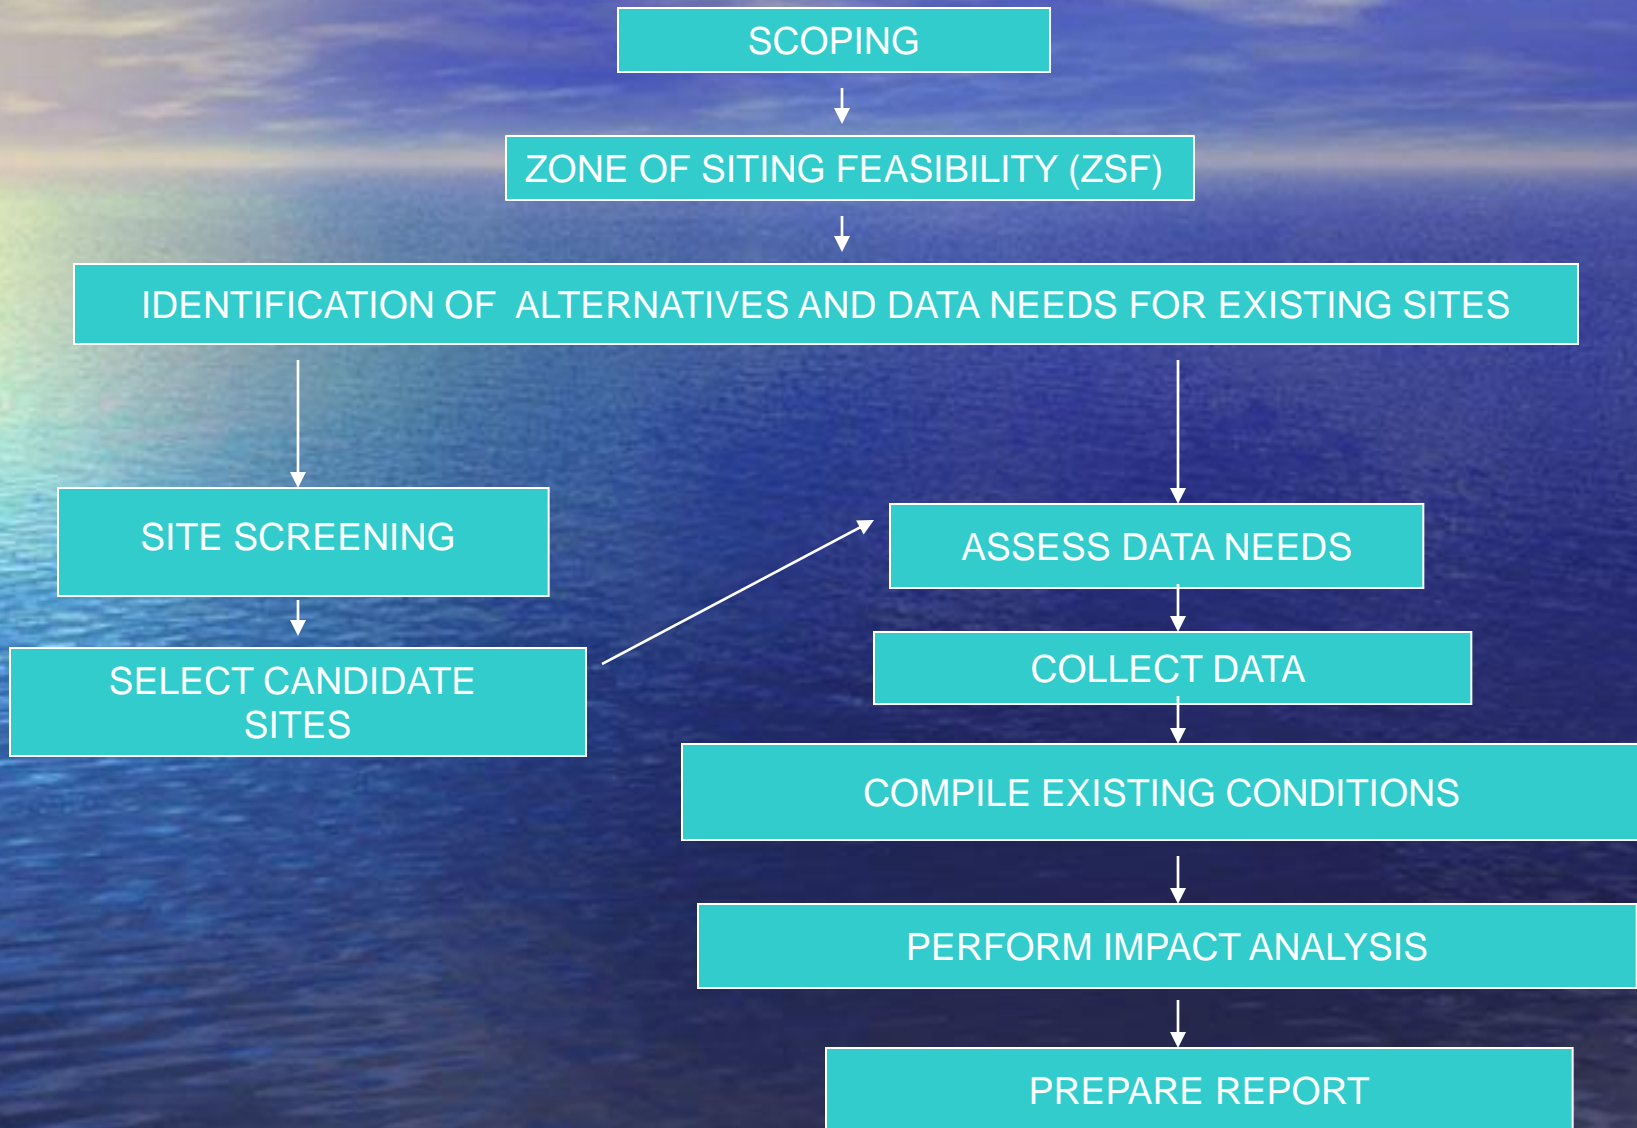 SCOPING
ZONE OF SITING FEASIBILITY (ZSF)
IDENTIFICATION OF  ALTERNATIVES AND DATA NEEDS FOR EXISTING SITES
SITE SCREENING
SELECT CANDIDATE
SITES
ASSESS DATA NEEDS
COLLECT DATA
COMPILE EXISTING CONDITIONS
PERFORM IMPACT ANALYSIS
PREPARE REPORT